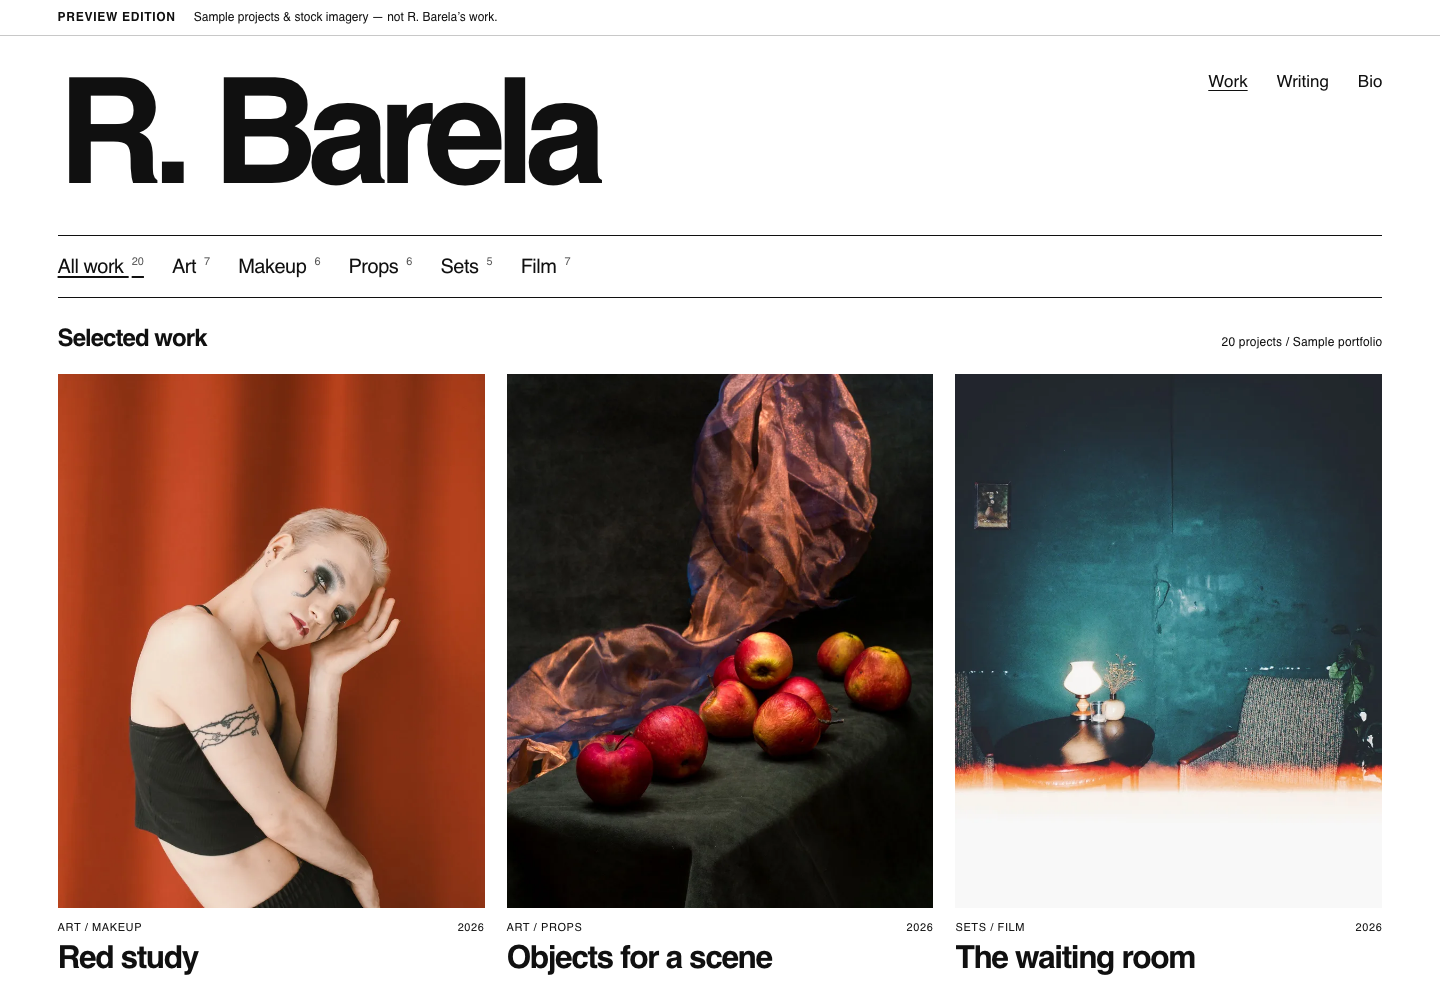 PREVIEW EDITION Sample projects & stock imagery — not R. Barela’s work.
R. Barela
Work Writing Bio
All work 20 Art 7 Makeup 6 Props 6 Sets 5 Film 7
Selected work
20 projects / Sample portfolio
ART / MAKEUP 2026
Red study
ART / PROPS 2026
Objects for a scene
SETS / FILM 2026
The waiting room